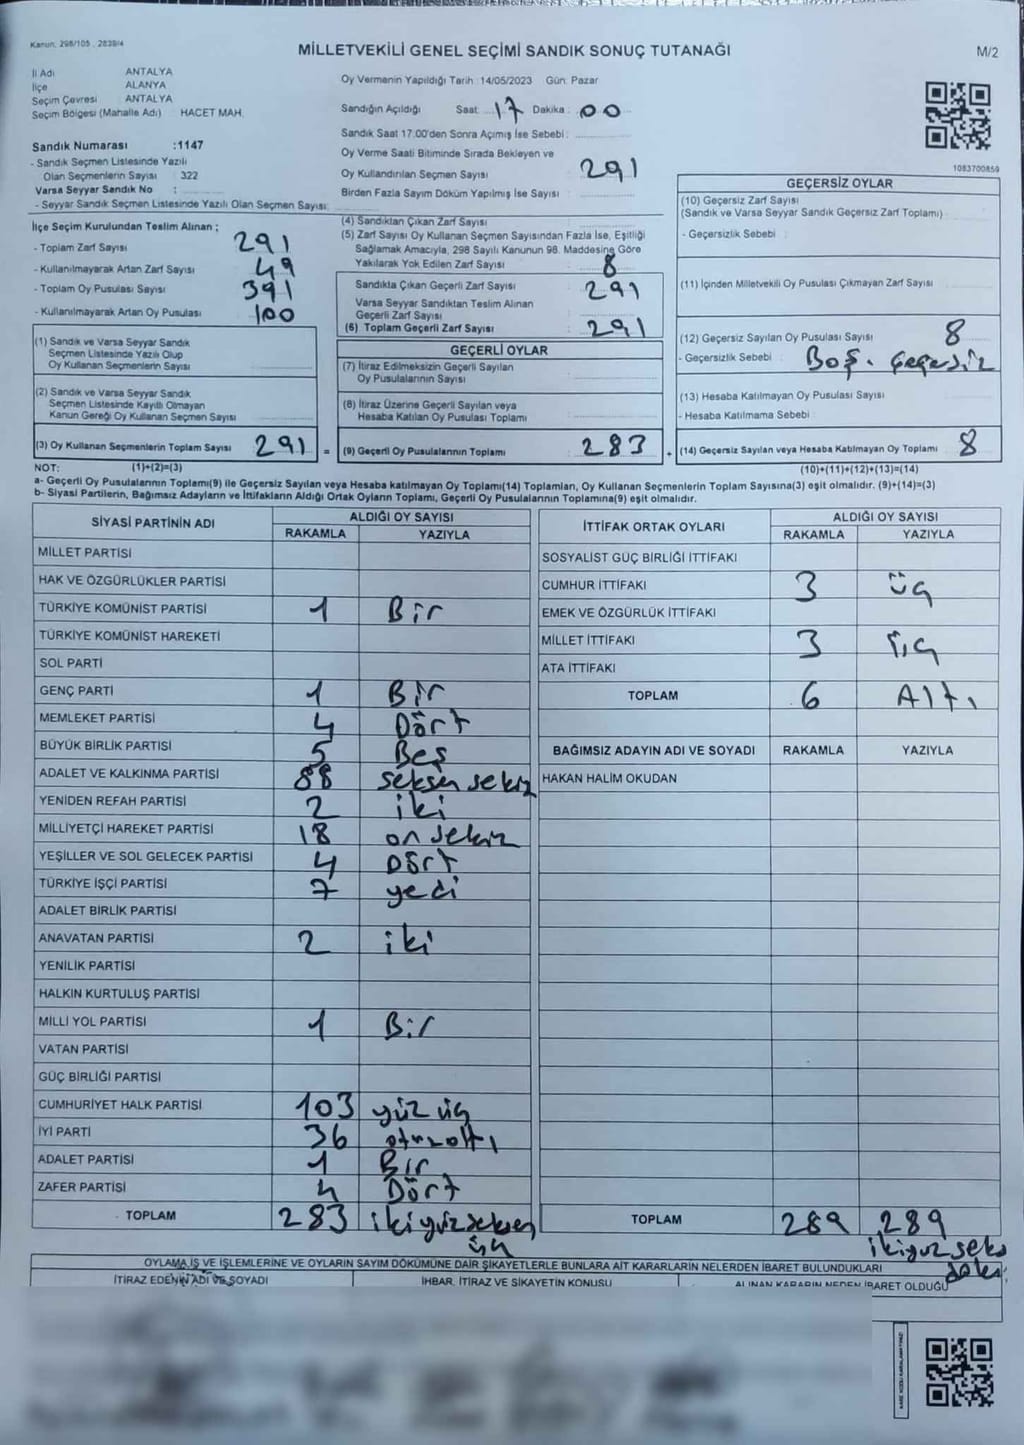 Kanun. 298/105 , 2839/4
MİLLETVEKİLİ GENEL SEÇİMİ SANDIK SONUÇ TUTANAĞI
M/2
İl Adı ANTALYA
İlçe ALANYA
Seçim Çevresi ANTALYA
Seçim Bölgesi (Mahalle Adı) HACET MAH.
Oy Vermenin Yapıldığı Tarih :14/05/2023 Gün: Pazar
Sandığın Açıldığı Saat: 17 Dakika : 00
Sandık Saat 17.00'den Sonra Açımış İse Sebebi :
Sandık Numarası :1147
- Sandık Seçmen Listesinde Yazılı
Olan Seçmenlerin Sayısı 322
Varsa Seyyar Sandık No :
- Seyyar Sandık Seçmen Listesinde Yazılı Olan Seçmen Sayısı:
Oy Verme Saati Bitiminde Sırada Bekleyen ve
Oy Kullandırılan Seçmen Sayısı 291
Birden Fazla Sayım Döküm Yapılmış İse Sayısı
1083700859
İlçe Seçim Kurulundan Teslim Alınan ;
- Toplam Zarf Sayısı 291
- Kullanılmayarak Artan Zarf Sayısı 49
- Toplam Oy Pusulası Sayısı 391
- Kullanılmayarak Artan Oy Pusulası 100
(4) Sandıktan Çıkan Zarf Sayısı
(5) Zarf Sayısı Oy Kullanan Seçmen Sayısından Fazla İse, Eşitliği
Sağlamak Amacıyla, 298 Sayılı Kanunun 98. Maddesine Göre
Yakılarak Yok Edilen Zarf Sayısı 8
Sandıkta Çıkan Geçerli Zarf Sayısı 291
Varsa Seyyar Sandıktan Teslim Alınan
Geçerli Zarf Sayısı
(6) Toplam Geçerli Zarf Sayısı 291
GEÇERSİZ OYLAR
(10) Geçersiz Zarf Sayısı
(Sandık ve Varsa Seyyar Sandık Geçersiz Zarf Toplamı)
- Geçersizlik Sebebi
(11) İçinden Milletvekili Oy Pusulası Çıkmayan Zarf Sayısı
(12) Geçersiz Sayılan Oy Pusulası Sayısı 8
- Geçersizlik Sebebi : Boş. Geçersiz
(13) Hesaba Katılmayan Oy Pusulası Sayısı
- Hesaba Katılmama Sebebi
(14) Geçersiz Sayılan veya Hesaba Katılmayan Oy Toplamı 8
(10)+(11)+(12)+(13)=(14)
(1) Sandık ve Varsa Seyyar Sandık
Seçmen Listesinde Yazılı Olup
Oy Kullanan Seçmenlerin Sayısı
(2) Sandık ve Varsa Seyyar Sandık
Seçmen Listesinde Kayıtlı Olmayan
Kanun Gereği Oy Kullanan Seçmen Sayısı
(3) Oy Kullanan Seçmenlerin Toplam Sayısı 291 =
GEÇERLİ OYLAR
(7) İtiraz Edilmeksizin Geçerli Sayılan
Oy Pusulalarının Sayısı
(8) İtiraz Üzerine Geçerli Sayılan veya
Hesaba Katılan Oy Pusulası Toplamı
(9) Geçerli Oy Pusulalarının Toplamı 283 +
NOT: (1)+(2)=(3)
a- Geçerli Oy Pusulalarının Toplamı(9) ile Geçersiz Sayılan veya Hesaba katılmayan Oy Toplamı(14) Toplamları, Oy Kullanan Seçmenlerin Toplam Sayısına(3) eşit olmalıdır. (9)+(14)=(3)
b- Siyasi Partilerin, Bağımsız Adayların ve İttifakların Aldığı Ortak Oyların Toplamı, Geçerli Oy Pusulalarının Toplamına(9) eşit olmalıdır.
SİYASİ PARTİNİN ADI ALDIĞI OY SAYISI
RAKAMLA YAZIYLA
MİLLET PARTİSİ
HAK VE ÖZGÜRLÜKLER PARTİSİ
TÜRKİYE KOMÜNİST PARTİSİ 1 Bir
TÜRKİYE KOMÜNİST HAREKETİ
SOL PARTİ
GENÇ PARTİ 1 Bir
MEMLEKET PARTİSİ 4 Dört
BÜYÜK BİRLİK PARTİSİ 5 Beş
ADALET VE KALKINMA PARTİSİ 88 seksen sekiz
YENİDEN REFAH PARTİSİ 2 iki
MİLLİYETÇİ HAREKET PARTİSİ 18 on sekiz
YEŞİLLER VE SOL GELECEK PARTİSİ 4 Dört
TÜRKİYE İŞÇİ PARTİSİ 7 yedi
ADALET BİRLİK PARTİSİ
ANAVATAN PARTİSİ 2 iki
YENİLİK PARTİSİ
HALKIN KURTULUŞ PARTİSİ
MİLLİ YOL PARTİSİ 1 Bir
VATAN PARTİSİ
GÜÇ BİRLİĞİ PARTİSİ
CUMHURİYET HALK PARTİSİ 103 yüz üç
İYİ PARTİ 36 otuz altı
ADALET PARTİSİ 1 Bir
ZAFER PARTİSİ 4 Dört
TOPLAM 283 ikiyüz seksen
üç
İTTİFAK ORTAK OYLARI ALDIĞI OY SAYISI
RAKAMLA YAZIYLA
SOSYALİST GÜÇ BİRLİĞİ İTTİFAKI
CUMHUR İTTİFAKI 3 üç
EMEK VE ÖZGÜRLÜK İTTİFAKI
MİLLET İTTİFAKI 3 üç
ATA İTTİFAKI
TOPLAM 6 Altı
BAĞIMSIZ ADAYIN ADI VE SOYADI RAKAMLA YAZIYLA
HAKAN HALİM OKUDAN
TOPLAM 289 289
ikiyüz seks
OYLAMA İŞ VE İŞLEMLERİNE VE OYLARIN SAYIM DÖKÜMÜNE DAİR ŞİKAYETLERLE BUNLARA AİT KARARLARIN NELERDEN İBARET BULUNDUKLARI
İTİRAZ EDENİN ADI VE SOYADI İHBAR, İTİRAZ VE ŞİKAYETİN KONUSU ALINAN KARARIN NEDEN İBARET OLDUĞU